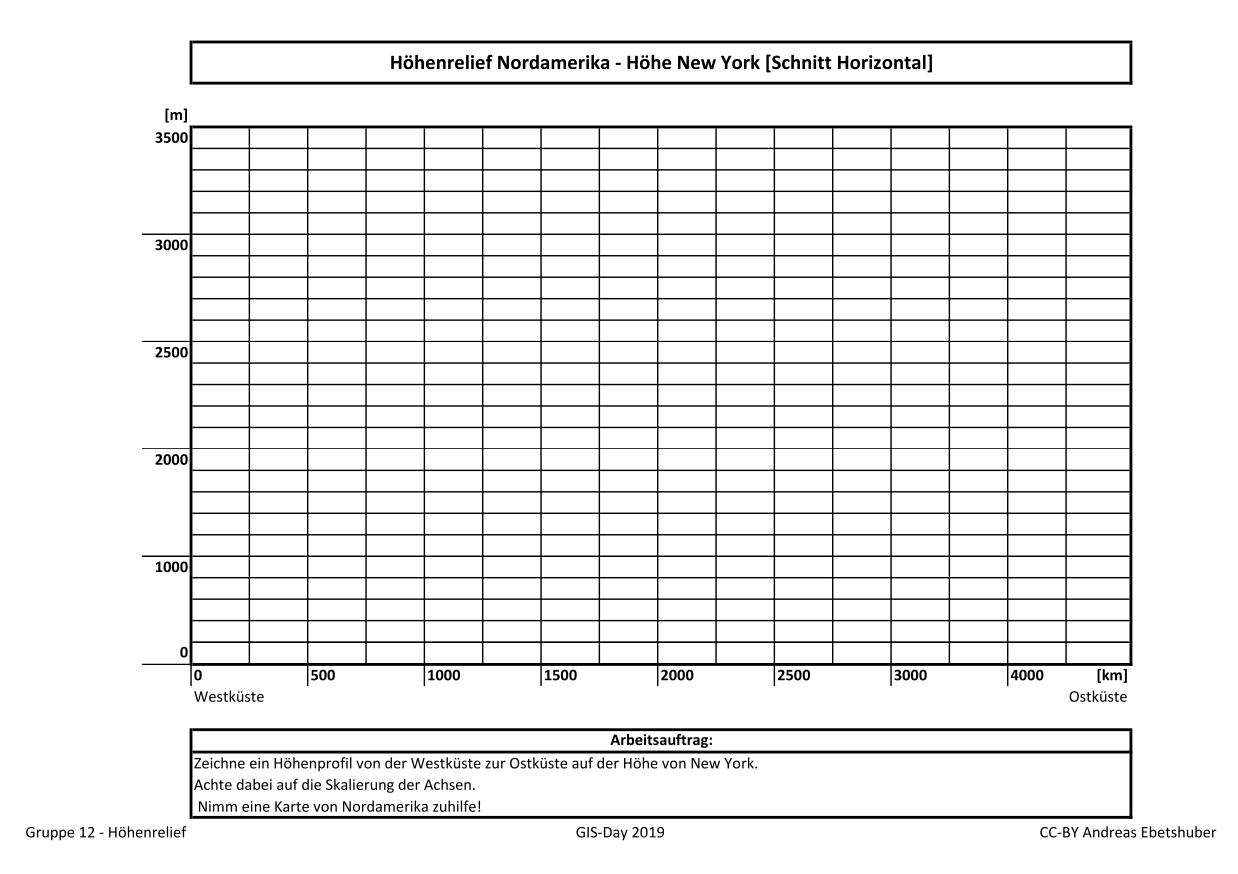 Höhenrelief Nordamerika - Höhe New York [Schnitt Horizontal]
[m]
3500
3000
2500
2000
1000
0
0 500 1000 1500 2000 2500 3000 4000 [km]
Westküste Ostküste
Arbeitsauftrag:
Zeichne ein Höhenprofil von der Westküste zur Ostküste auf der Höhe von New York.
Achte dabei auf die Skalierung der Achsen.
Nimm eine Karte von Nordamerika zuhilfe!
Gruppe 12 - Höhenrelief GIS-Day 2019 CC-BY Andreas Ebetshuber